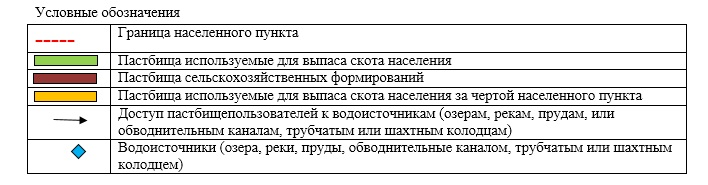 Условные обозначения
Граница населенного пункта
Пастбища используемые для выпаса скота населения
Пастбища сельскохозяйственных формирований
Пастбища используемые для выпаса скота населения за чертой населенного пункта
Доступ пастбищепользователей к водоисточникам (озерам, рекам, прудам, или
обводнительным каналам, трубчатым или шахтным колодцам)
Водоисточники (озера, реки, пруды, обводнительные каналом, трубчатым или шахтным
колодцем)